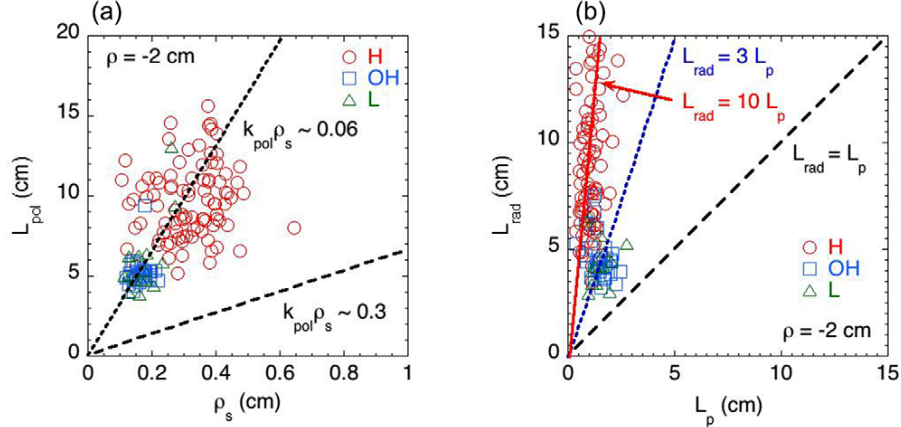 (a)
20
15
10
5
0
L_pol (cm)
ρ = -2 cm
H
OH
L
k_pol ρ_s ~ 0.06
k_pol ρ_s ~ 0.3
0 0.2 0.4 0.6 0.8 1
ρ_s (cm)
(b)
15
10
5
0
L_rad (cm)
L_rad = 3 L_p
L_rad = 10 L_p
L_rad = L_p
H
OH
L
ρ = -2 cm
0 5 10 15
L_p (cm)